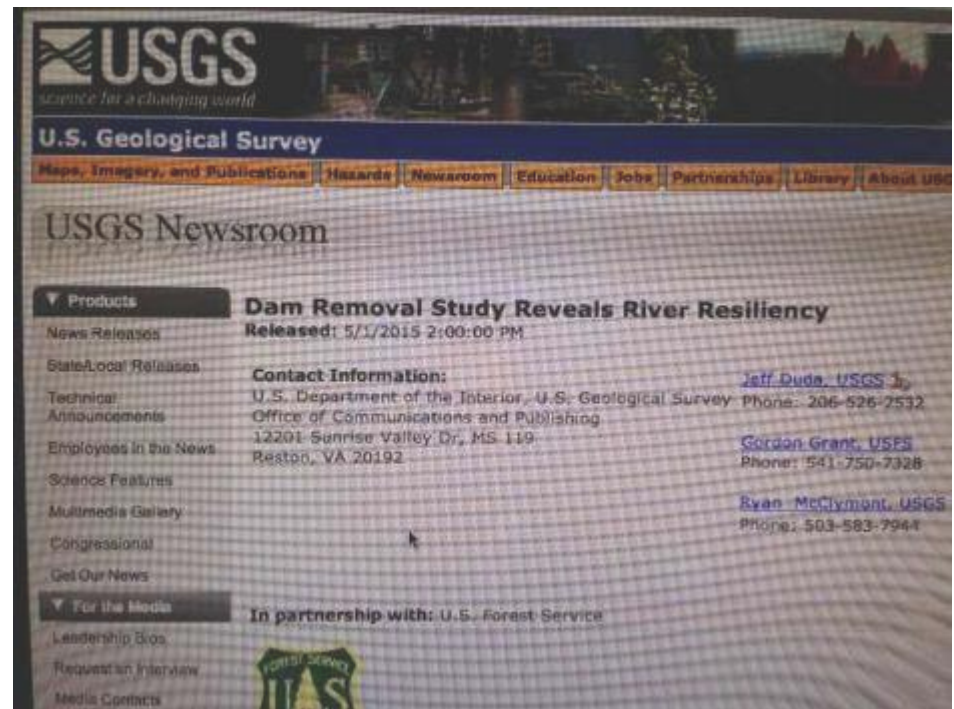 USGS
science for a changing world
U.S. Geological Survey
Maps, Imagery, and Publications Hazards Newsroom Education Jobs Partnerships Library About USG
USGS Newsroom
▼ Products
News Releases
State/Local Releases
Technical
Announcements
Employees in the News
Science Features
Multimedia Gallery
Congressional
Get Our News
▼ For the Media
Leadership Bios
Request an Interview
Media Contacts
Dam Removal Study Reveals River Resiliency
Released: 5/1/2015 2:00:00 PM
Contact Information:
U.S. Department of the Interior, U.S. Geological Survey
Office of Communications and Publishing
12201 Sunrise Valley Dr, MS 119
Reston, VA 20192
Jeff Duda, USGS
Phone: 206-526-2532
Gordon Grant, USFS
Phone: 541-750-7328
Ryan McClymont, USGS
Phone: 503-583-7944
In partnership with: U.S. Forest Service
FOREST SERVICE
U S